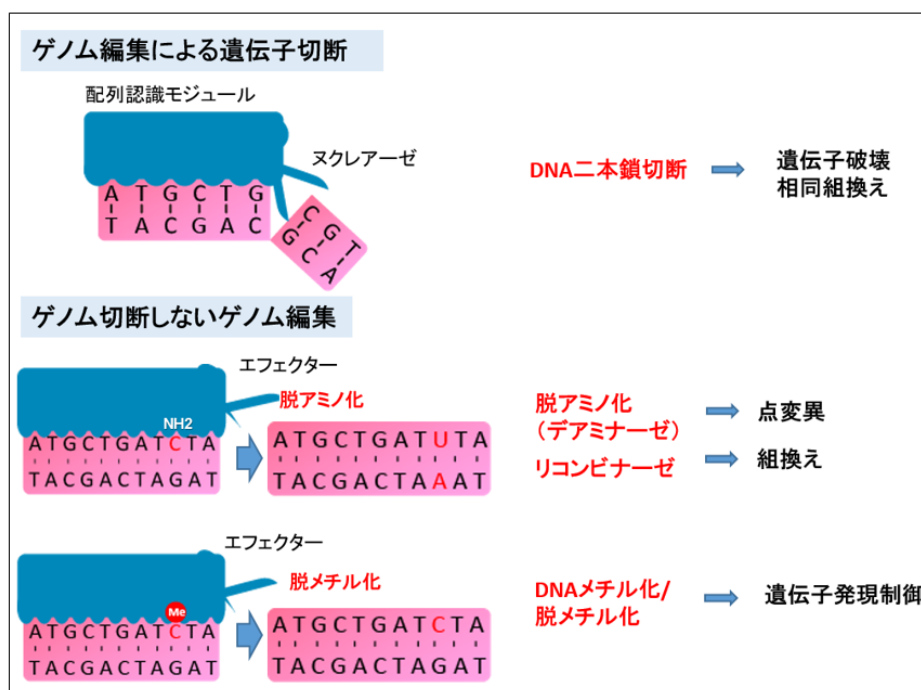 ゲノム編集による遺伝子切断
配列認識モジュール
ヌクレアーゼ
A T G C T G
T A C G A C
C G T
G C A
DNA二本鎖切断
遺伝子破壊
相同組換え
ゲノム切断しないゲノム編集
エフェクター
脱アミノ化
NH2
ATGCTGATCTA
TACGACTAGAT
ATGCTGATUTA
TACGACTAAAT
脱アミノ化
(デアミナーゼ)
点変異
リコンビナーゼ
組換え
エフェクター
脱メチル化
Me
ATGCTGATCTA
TACGACTAGAT
ATGCTGATCTA
TACGACTAGAT
DNAメチル化/
脱メチル化
遺伝子発現制御